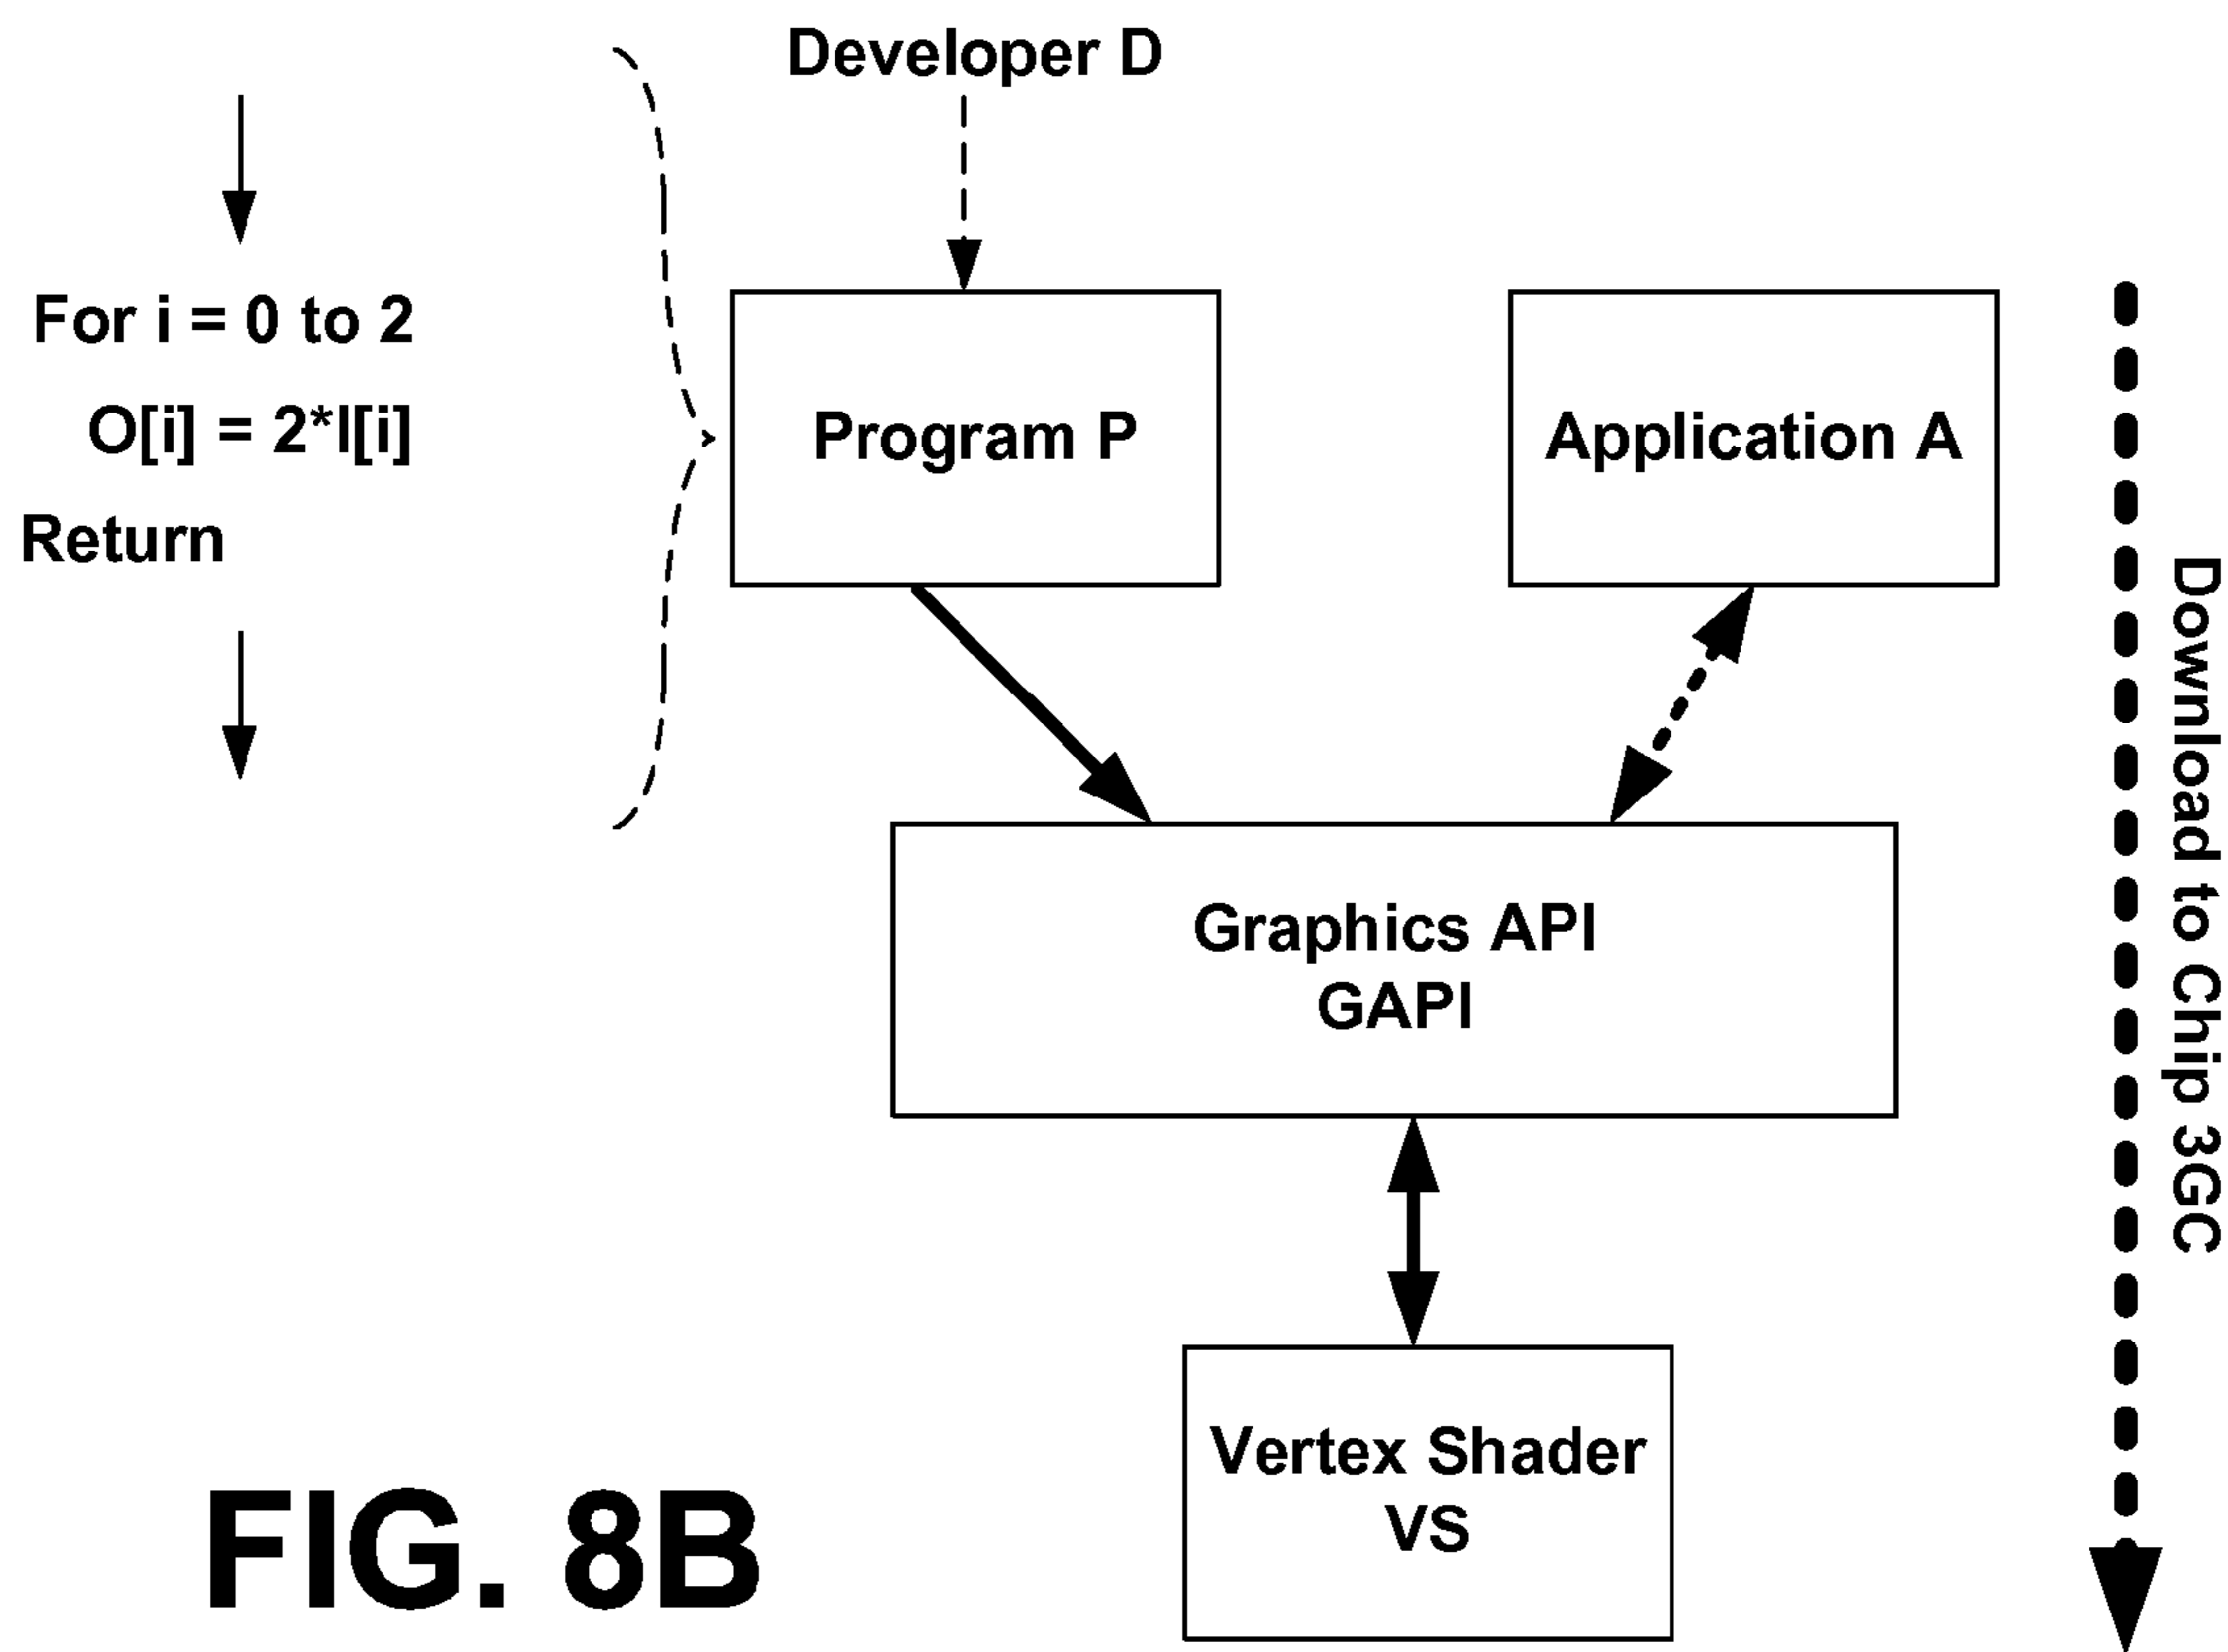 Developer D
For i = 0 to 2
O[i] = 2*I[i]
Return
Program P
Application A
Graphics API
GAPI
Vertex Shader
VS
Download to Chip 3GC
FIG. 8B